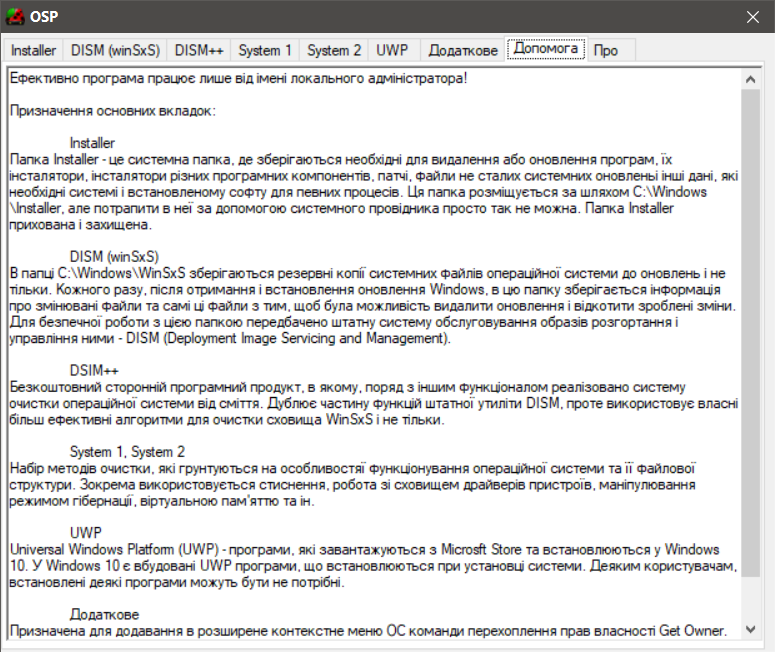 OSP
Installer DISM (winSxS) DISM++ System 1 System 2 UWP Додаткове Допомога Про
Ефективно програма працює лише від імені локального адміністратора!
Призначення основних вкладок:
Installer
Папка Installer - це системна папка, де зберігаються необхідні для видалення або оновлення програм, їх
інсталятори, інсталятори різних програмних компонентів, патчі, файли не сталих системних оновленьі інші дані, які
необхідні системі і встановленому софту для певних процесів. Ця папка розміщується за шляхом C:\Windows
\Installer, але потрапити в неї за допомогою системного провідника просто так не можна. Папка Installer
прихована і захищена.
DISM (winSxS)
В папці C:\Windows\WinSxS зберігаються резервні копії системних файлів операційної системи до оновлень і не
тільки. Кожного разу, після отримання і встановлення оновлення Windows, в цю папку зберігається інформація
про змінювані файли та самі ці файли з тим, щоб була можливість видалити оновлення і відкотити зроблені зміни.
Для безпечної роботи з цією папкою передбачено штатну систему обслуговування образів розгортання і
управління ними - DISM (Deployment Image Servicing and Management).
DSIM++
Безкоштовний сторонній програмний продукт, в якому, поряд з іншим функціоналом реалізовано систему
очистки операційної системи від сміття. Дублює частину функцій штатної утиліти DISM, проте використовує власні
більш ефективні алгоритми для очистки сховища WinSxS і не тільки.
System 1, System 2
Набір методів очистки, які грунтуються на особливостяї функціонування операційної системи та її файлової
структури. Зокрема використовується стиснення, робота зі сховищем драйверів пристроїв, маніпулювання
режимом гібернації, віртуальною пам'яттю та ін.
UWP
Universal Windows Platform (UWP) - програми, які завантажуються з Microsft Store та встановлюються у Windows
10. У Windows 10 є вбудовані UWP програми, що встановлюються при установці системи. Деяким користувачам,
встановлені деякі програми можуть бути не потрібні.
Додаткове
Призначена для додавання в розширене контекстне меню ОС команди перехоплення прав власності Get Owner.